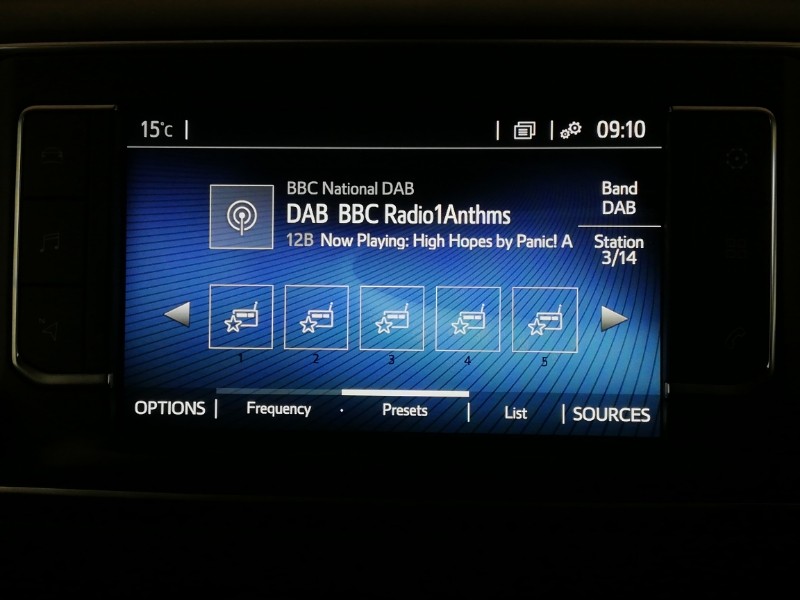 15°C | | | 09:10
BBC National DAB
DAB BBC Radio1Anthms
12B Now Playing: High Hopes by Panic! A
Band
DAB
Station
3/14
1 2 3 4 5
OPTIONS | Frequency · Presets | List | SOURCES